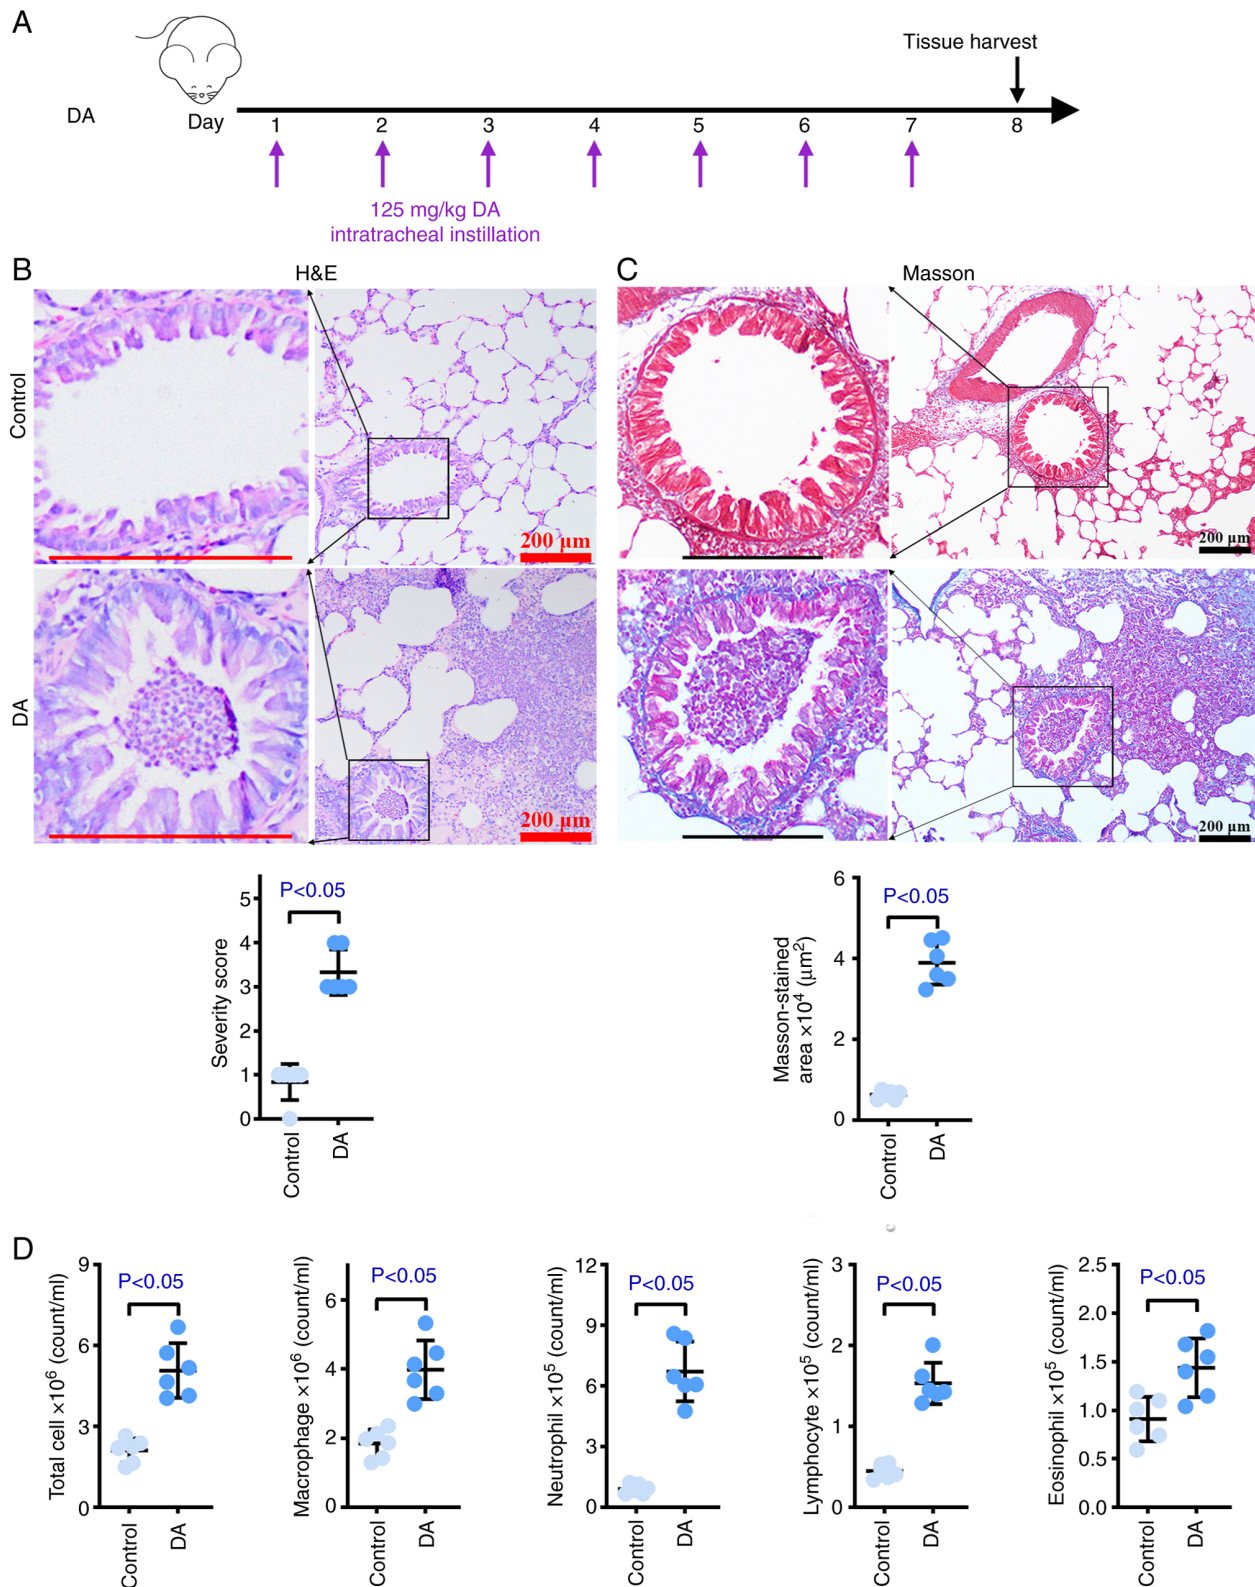 A
Tissue harvest
DA
Day
1 2 3 4 5 6 7 8
125 mg/kg DA
intratracheal instillation
B
H&E
C
Masson
Control
200 µm
200 µm
DA
200 µm
200 µm
Severity score
5
4
3
2
1
0
P<0.05
Control
DA
Masson-stained
area ×10⁴ (µm²)
6
4
2
0
P<0.05
Control
DA
D
Total cell ×10⁶ (count/ml)
9
6
3
0
P<0.05
Control
DA
Macrophage ×10⁶ (count/ml)
6
4
2
0
P<0.05
Control
DA
Neutrophil ×10⁵ (count/ml)
12
9
6
3
0
P<0.05
Control
DA
Lymphocyte ×10⁵ (count/ml)
3
2
1
0
P<0.05
Control
DA
Eosinophil ×10⁵ (count/ml)
2.5
2.0
1.5
1.0
0.5
0.0
P<0.05
Control
DA